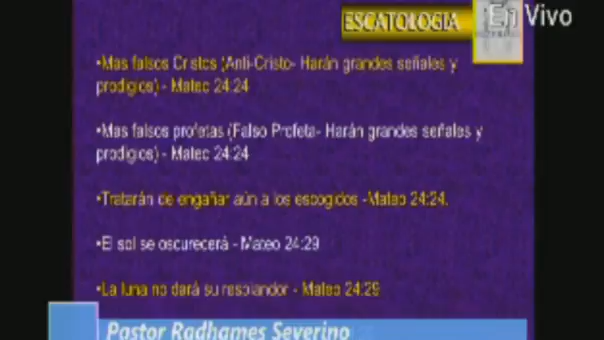 ESCATOLOGIA
En Vivo
•Mas falsos Cristos (Anti-Cristo- Harán grandes señales y
prodigios) - Mateo 24:24
•Mas falsos profetas (Falso Profeta- Harán grandes señales y
prodigios) - Mateo 24:24
•Tratarán de engañar aún a los escogidos -Mateo 24:24.
•El sol se oscurecerá - Mateo 24:29
•La luna no dará su resplandor - Mateo 24:29
Pastor Radhames Severino